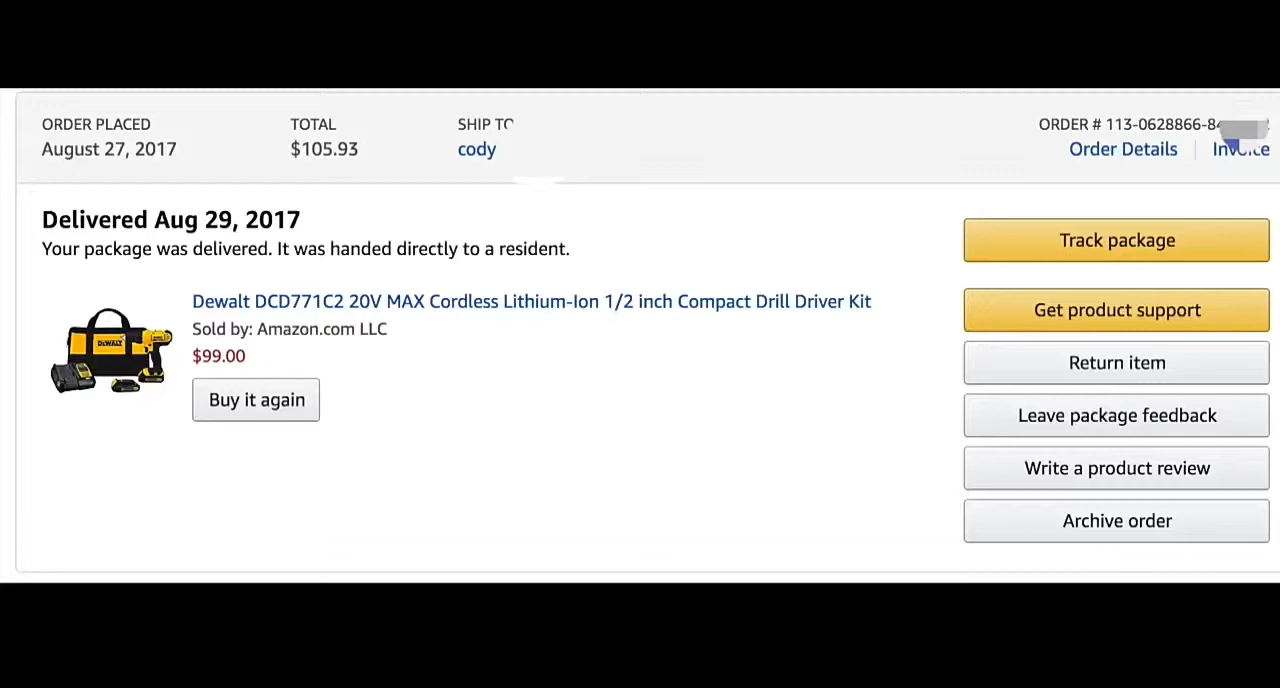 ORDER PLACED
August 27, 2017
TOTAL
$105.93
SHIP TO
cody
ORDER # 113-0628866-84
Order Details
Invoice
Delivered Aug 29, 2017
Your package was delivered. It was handed directly to a resident.
Dewalt DCD771C2 20V MAX Cordless Lithium-Ion 1/2 inch Compact Drill Driver Kit
Sold by: Amazon.com LLC
$99.00
Buy it again
DEWALT
Track package
Get product support
Return item
Leave package feedback
Write a product review
Archive order